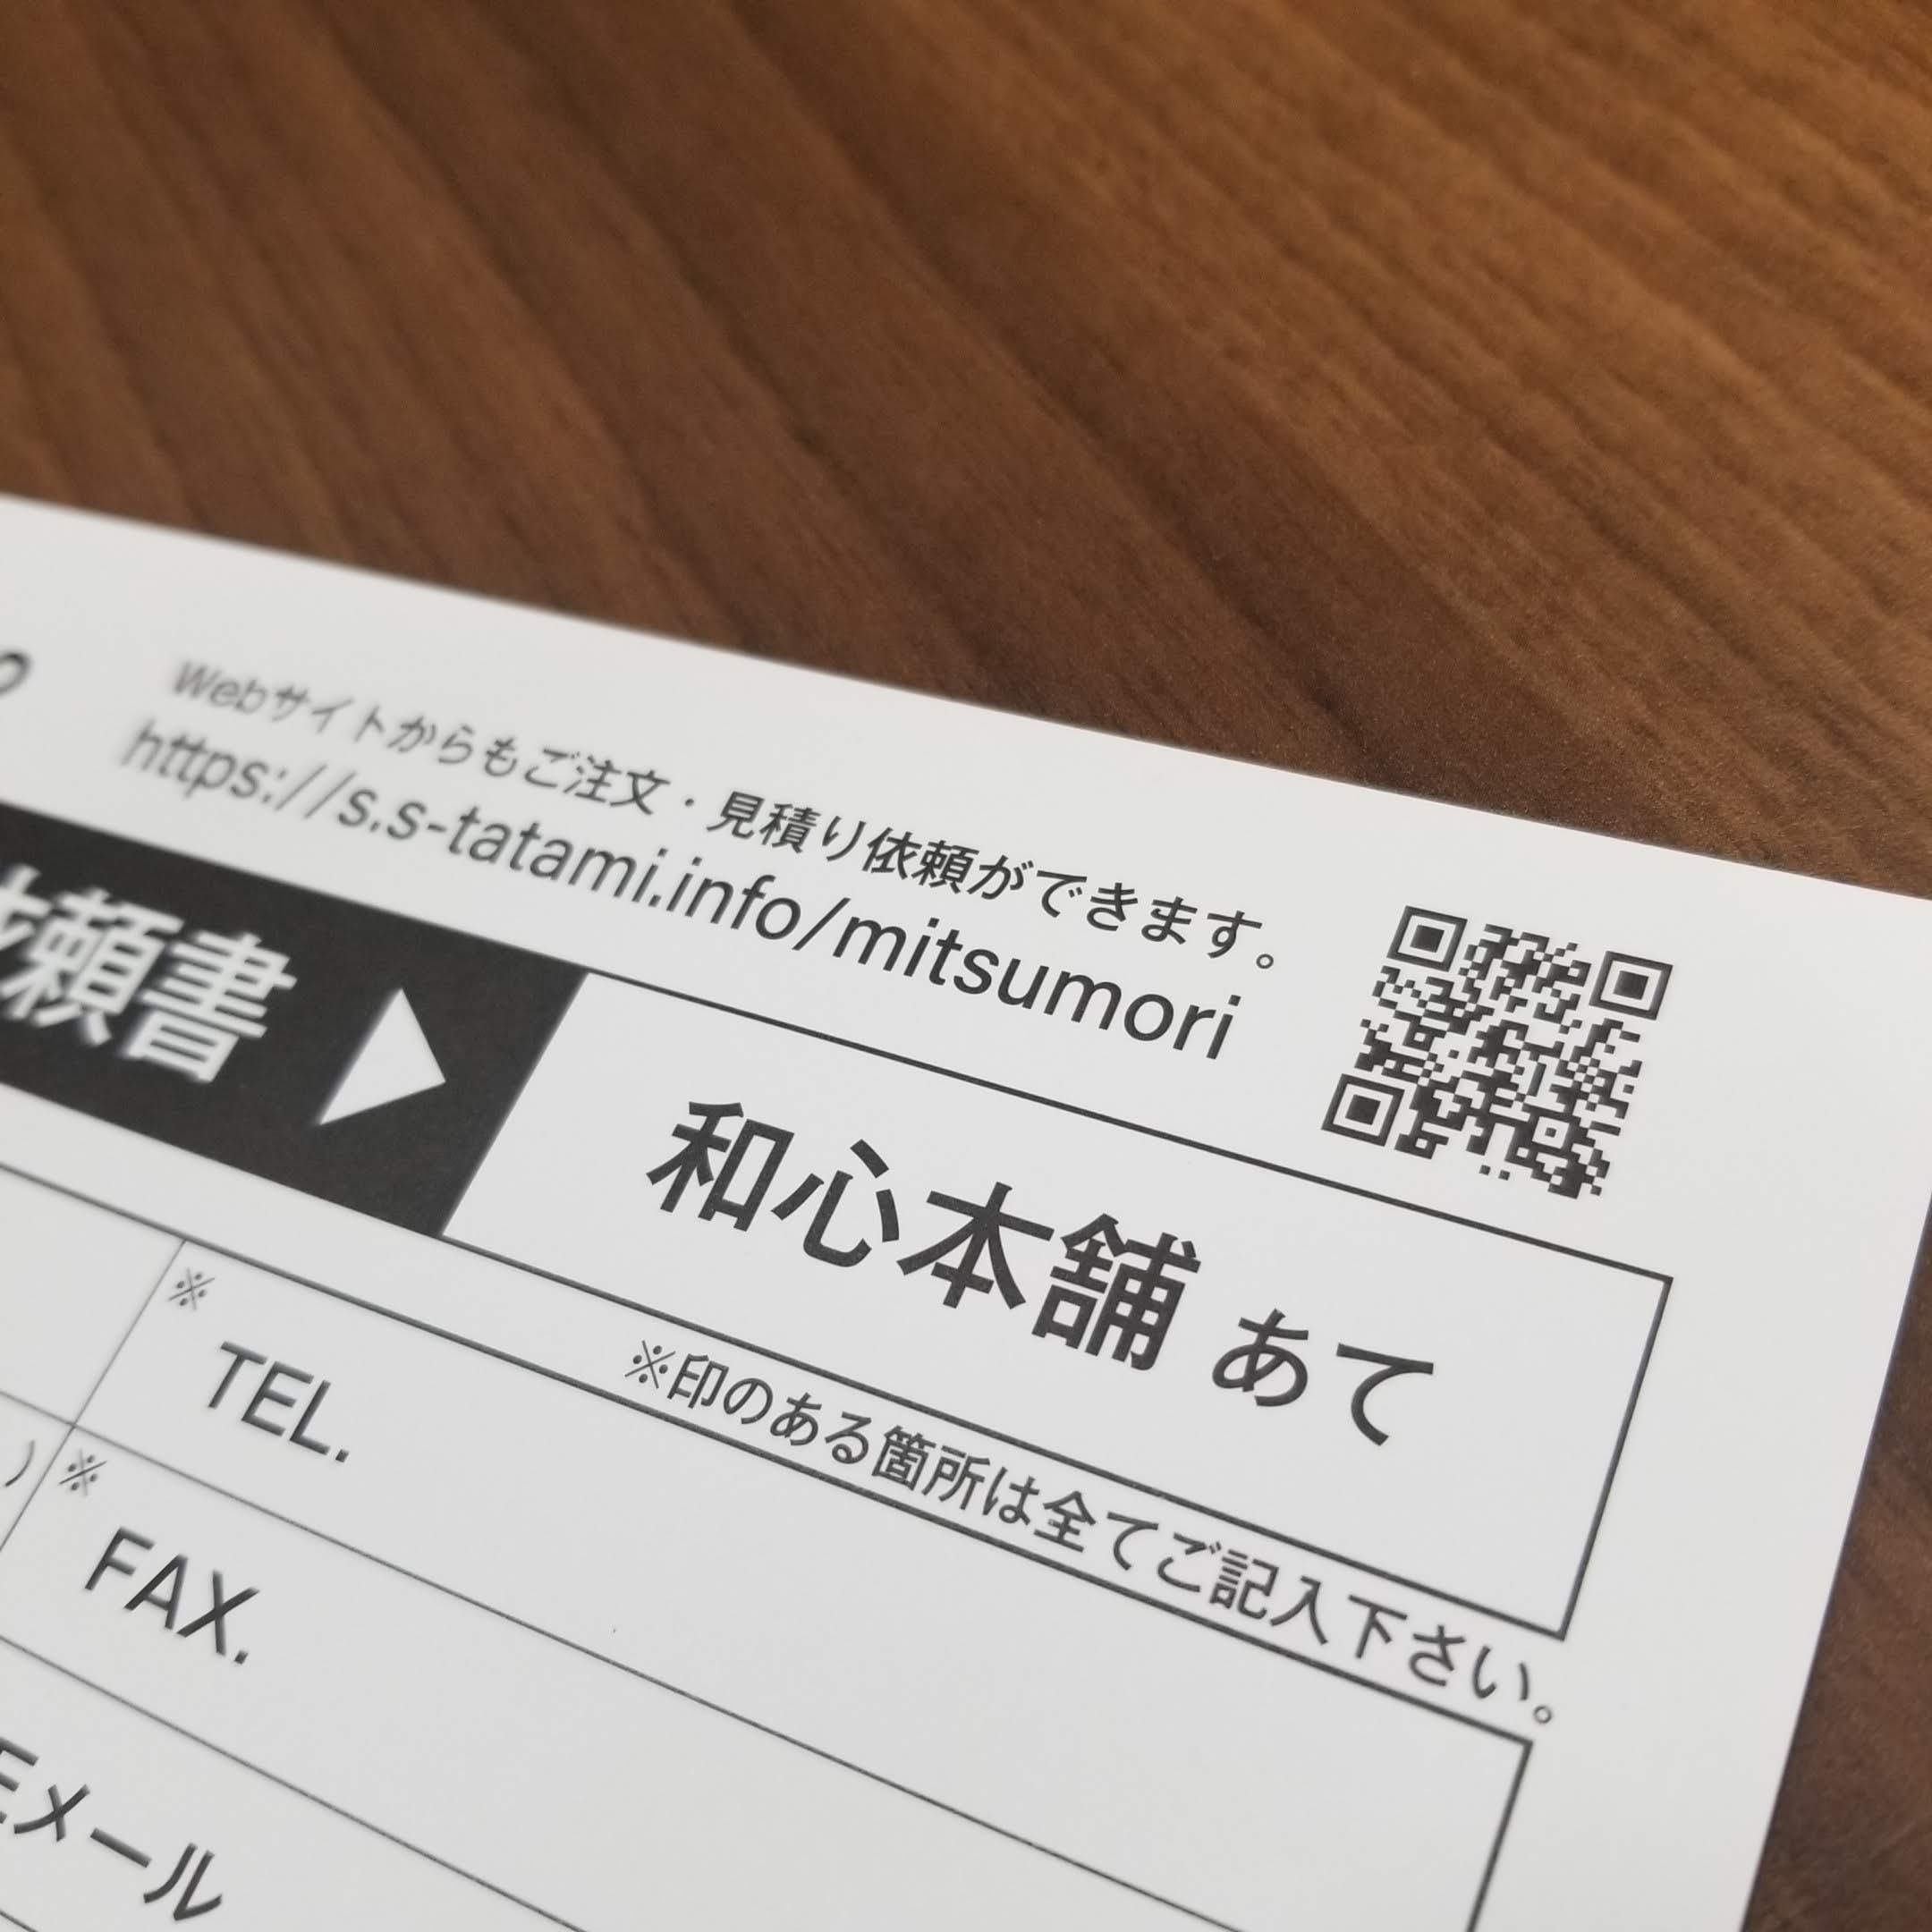 Webサイトからもご注文・見積り依頼ができます。
https://s.s-tatami.info/mitsumori
依頼書 ▶ 和心本舗 あて
※印のある箇所は全てご記入下さい。
※
TEL.
※
FAX.
Eメール